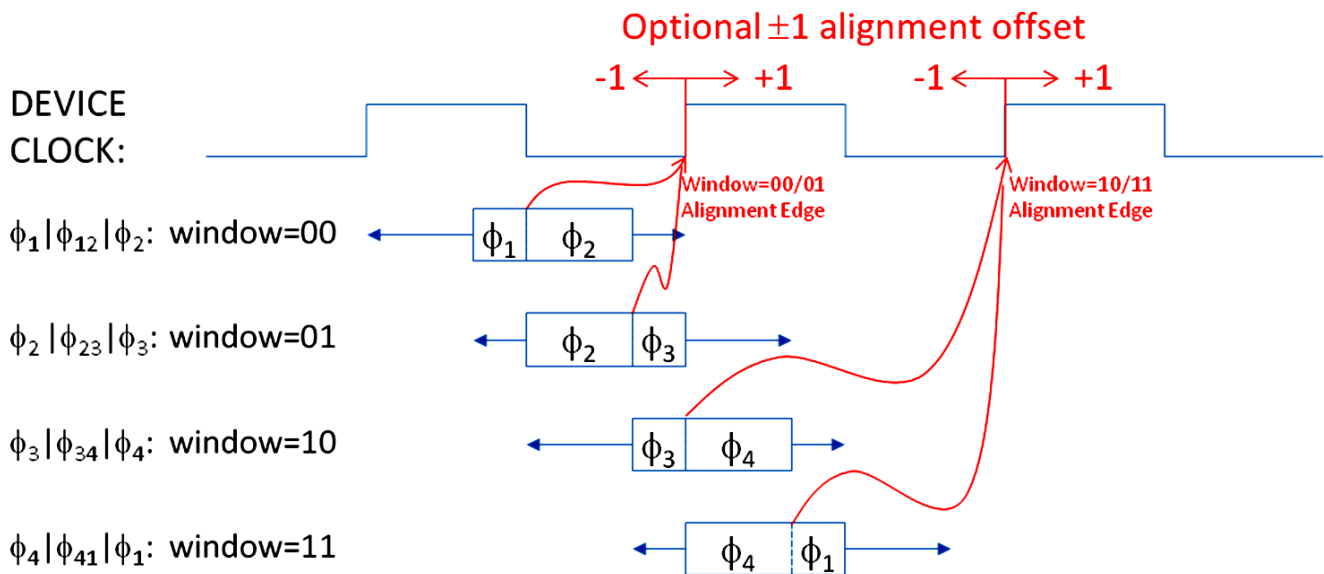 Optional ±1 alignment offset
-1 +1 -1 +1
DEVICE
CLOCK:
Window=00/01
Alignment Edge
Window=10/11
Alignment Edge
ϕ₁|ϕ₁₂|ϕ₂: window=00
ϕ₁ ϕ₂
ϕ₂|ϕ₂₃|ϕ₃: window=01
ϕ₂ ϕ₃
ϕ₃|ϕ₃₄|ϕ₄: window=10
ϕ₃ ϕ₄
ϕ₄|ϕ₄₁|ϕ₁: window=11
ϕ₄ ϕ₁